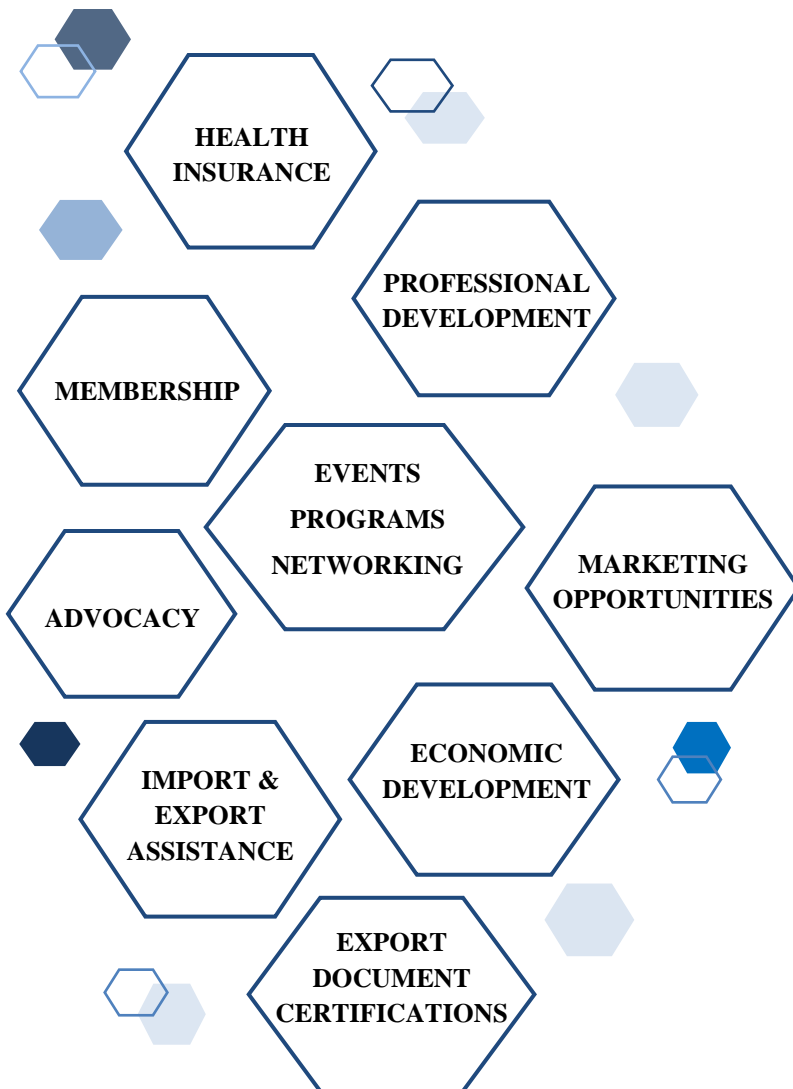 HEALTH
INSURANCE
PROFESSIONAL
DEVELOPMENT
MEMBERSHIP
EVENTS
PROGRAMS
NETWORKING
MARKETING
OPPORTUNITIES
ADVOCACY
ECONOMIC
DEVELOPMENT
IMPORT &
EXPORT
ASSISTANCE
EXPORT
DOCUMENT
CERTIFICATIONS